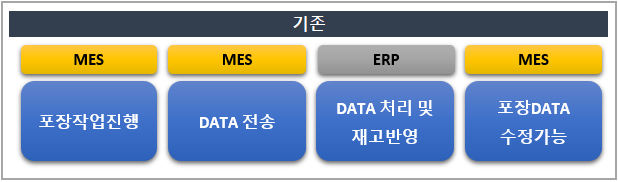 기존
MES
MES
ERP
MES
포장작업진행
DATA 전송
DATA 처리 및
재고반영
포장DATA
수정가능